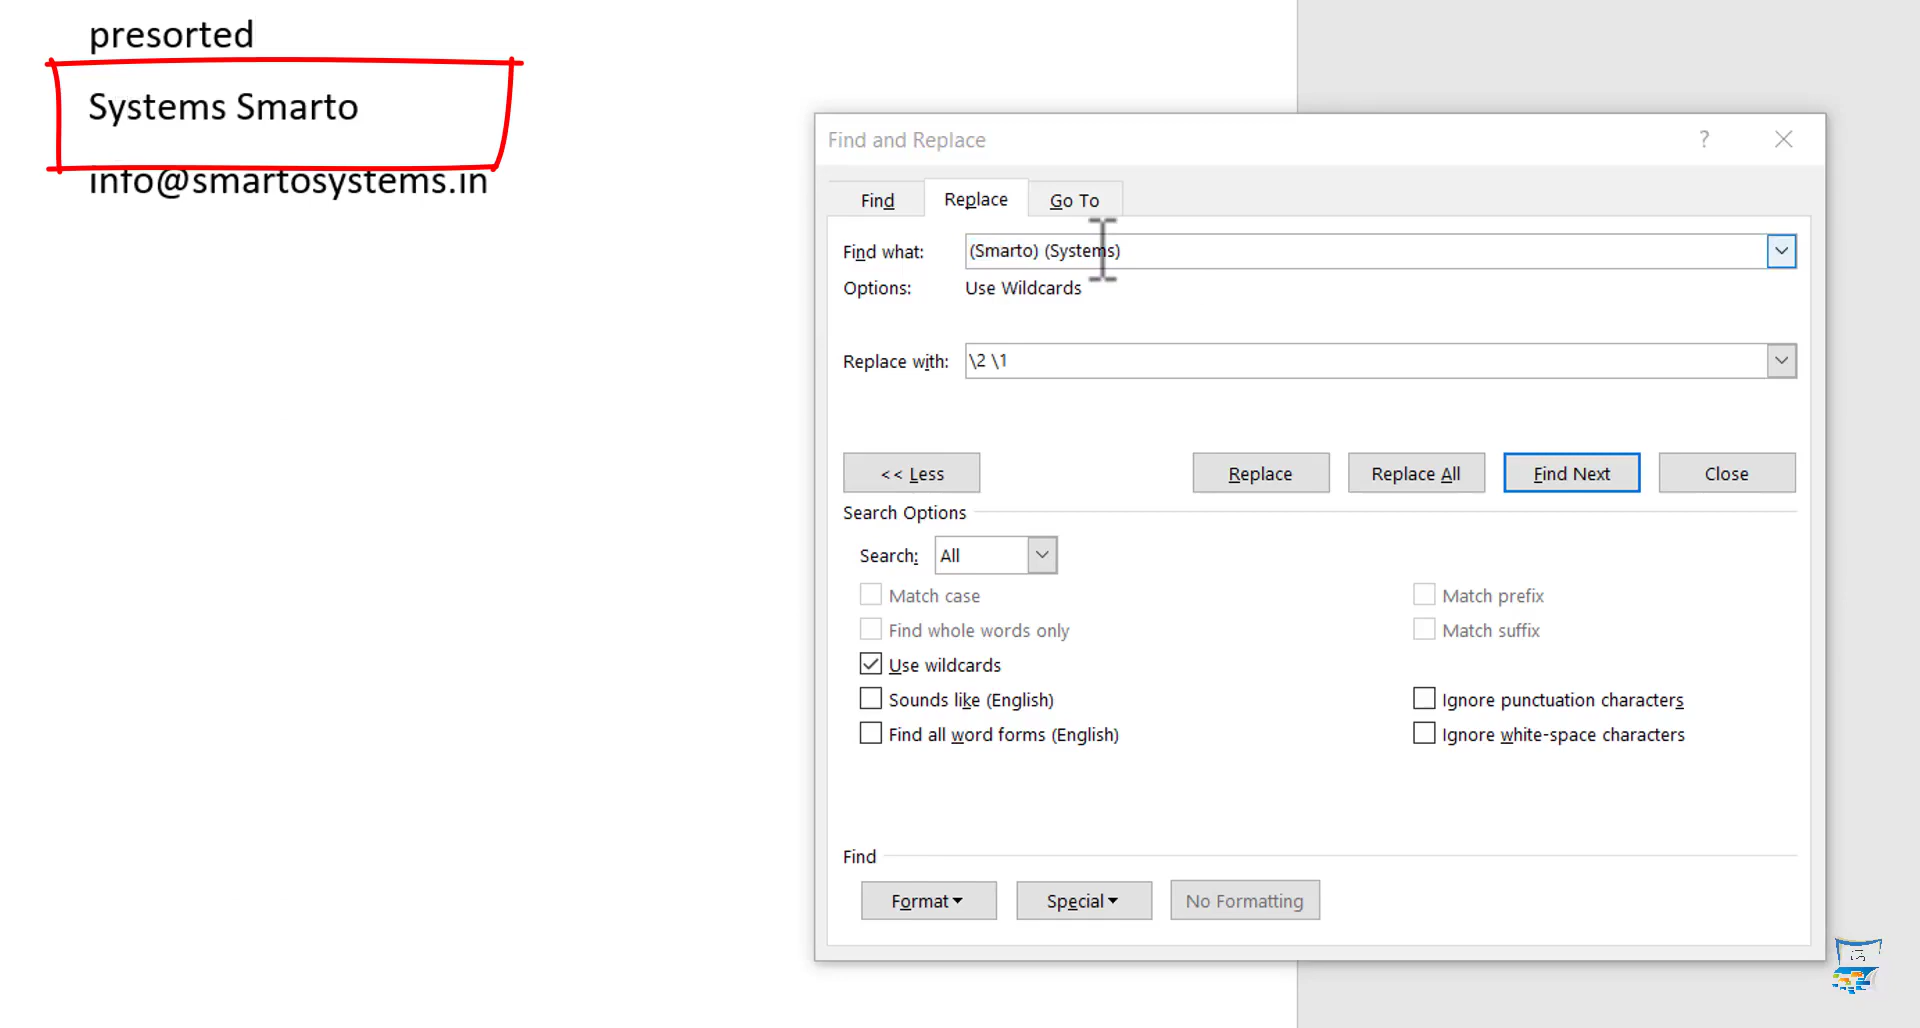 presorted
Systems Smarto
info@smartosystems.in
Find and Replace
?
Find
Replace
Go To
Find what: (Smarto) (Systems)
Options: Use Wildcards
Replace with: \2 \1
<< Less
Replace
Replace All
Find Next
Close
Search Options
Search: All
Match case
Match prefix
Find whole words only
Match suffix
Use wildcards
Sounds like (English)
Ignore punctuation characters
Find all word forms (English)
Ignore white-space characters
Find
Format
Special
No Formatting